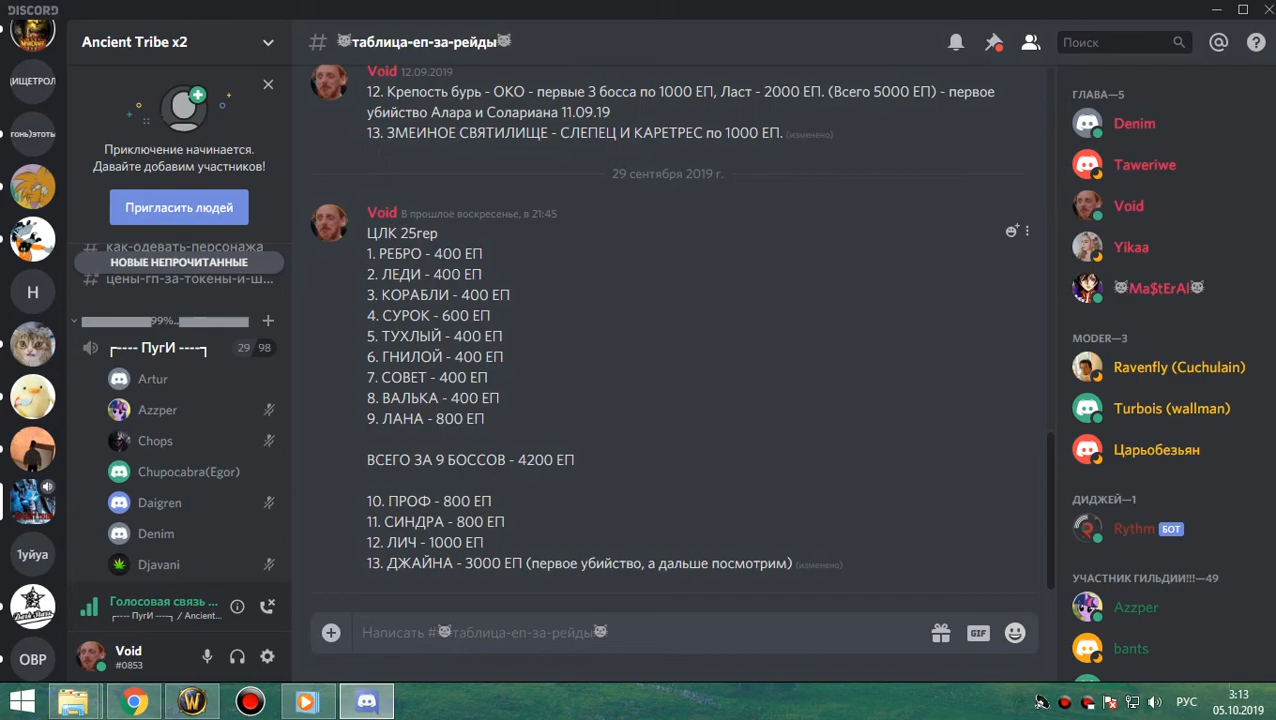 DISCORD
ИЩЕТРОЛ
гонь)этоты
Н
1уйуа
ОВР
Ancient Tribe x2
Приключение начинается.
Давайте добавим участников!
Пригласить людей
как-одевать-персонажа
НОВЫЕ НЕПРОЧИТАННЫЕ
цены-гп-за-токены-и-ш...
99%..
┌---- ПугИ ----┐ 29 98
Artur
Azzper
Chops
Chupocabra(Egor)
Daigren
Denim
Djavani
Голосовая связь ...
┌---- ПугИ ----┐ / Ancient...
Void
#0853
# таблица-еп-за-рейды
Поиск
Void 12.09.2019
12. Крепость бурь - ОКО - первые 3 босса по 1000 ЕП, Ласт - 2000 ЕП. (Всего 5000 ЕП) - первое
убийство Алара и Солариана 11.09.19
13. ЗМЕИНОЕ СВЯТИЛИЩЕ - СЛЕПЕЦ И КАРЕТРЕС по 1000 ЕП. (изменено)
29 сентября 2019 г.
Void В прошлое воскресенье, в 21:45
ЦЛК 25гер
1. РЕБРО - 400 ЕП
2. ЛЕДИ - 400 ЕП
3. КОРАБЛИ - 400 ЕП
4. СУРОК - 600 ЕП
5. ТУХЛЫЙ - 400 ЕП
6. ГНИЛОЙ - 400 ЕП
7. СОВЕТ - 400 ЕП
8. ВАЛЬКА - 400 ЕП
9. ЛАНА - 800 ЕП
ВСЕГО ЗА 9 БОССОВ - 4200 ЕП
10. ПРОФ - 800 ЕП
11. СИНДРА - 800 ЕП
12. ЛИЧ - 1000 ЕП
13. ДЖАЙНА - 3000 ЕП (первое убийство, а дальше посмотрим) (изменено)
Написать #таблица-еп-за-рейды
GIF
ГЛАВА—5
Denim
Taweriwe
Void
Yikaa
Ma$tErAl
MODER—3
Ravenfly (Cuchulain)
Turbois (wallman)
Царьобезьян
ДИДЖЕЙ—1
Rythm БОТ
УЧАСТНИК ГИЛЬДИИ!!!—49
Azzper
bants
РУС
3:13
05.10.2019